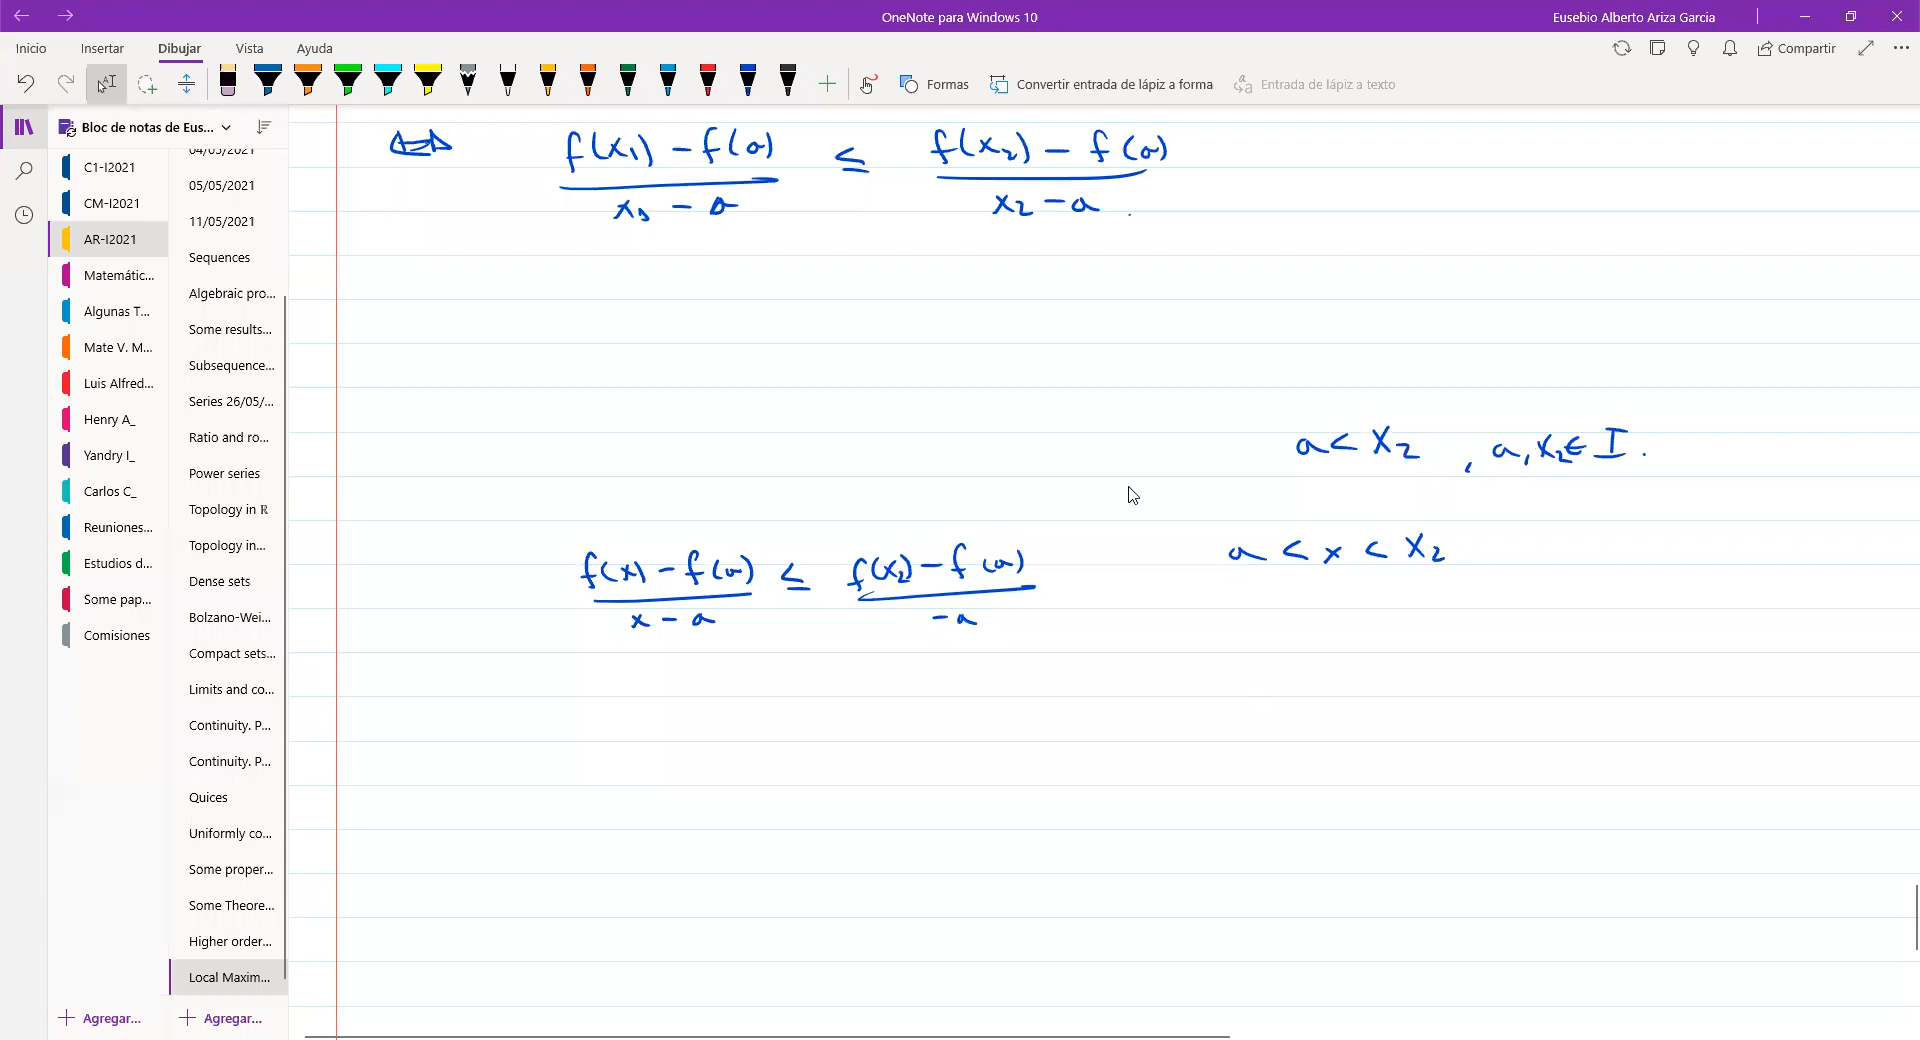 OneNote para Windows 10
Eusebio Alberto Ariza Garcia
Inicio Insertar Dibujar Vista Ayuda
Compartir
Formas
Convertir entrada de lápiz a forma
Entrada de lápiz a texto
Bloc de notas de Eus...
C1-I2021
CM-I2021
AR-I2021
Matemátic...
Algunas T...
Mate V. M...
Luis Alfred...
Henry A_
Yandry I_
Carlos C_
Reuniones...
Estudios d...
Some pap...
Comisiones
Agregar...
04/05/2021
05/05/2021
11/05/2021
Sequences
Algebraic pro...
Some results...
Subsequence...
Series 26/05/...
Ratio and ro...
Power series
Topology in ℝ
Topology in...
Dense sets
Bolzano-Wei...
Compact sets...
Limits and co...
Continuity. P...
Continuity. P...
Quices
Uniformly co...
Some proper...
Some Theore...
Higher order...
Local Maxim...
Agregar...
⇔ f(x₁) - f(a) ≤ f(x₂) - f(a)
x₁ - a x₂ - a .
a < x₂ , a, x₂ ∈ I .
a < x < x₂
f(x) - f(a) ≤ f(x₂) - f(a)
x - a - a